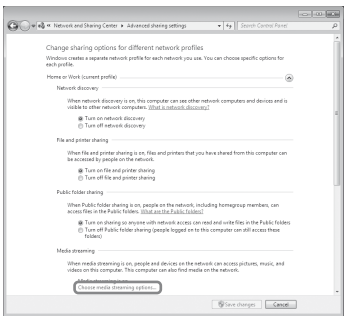 Network and Sharing Center ▸ Advanced sharing settings
Search Control Panel
Change sharing options for different network profiles
Windows creates a separate network profile for each network you use. You can choose specific options for
each profile.
Home or Work (current profile)
Network discovery
When network discovery is on, this computer can see other network computers and devices and is
visible to other network computers. What is network discovery?
Turn on network discovery
Turn off network discovery
File and printer sharing
When file and printer sharing is on, files and printers that you have shared from this computer can
be accessed by people on the network.
Turn on file and printer sharing
Turn off file and printer sharing
Public folder sharing
When Public folder sharing is on, people on the network, including homegroup members, can
access files in the Public folders. What are the Public folders?
Turn on sharing so anyone with network access can read and write files in the Public folders
Turn off Public folder sharing (people logged on to this computer can still access these
folders)
Media streaming
When media streaming is on, people and devices on the network can access pictures, music, and
videos on this computer. This computer can also find media on the network.
Choose media streaming options...
Save changes
Cancel